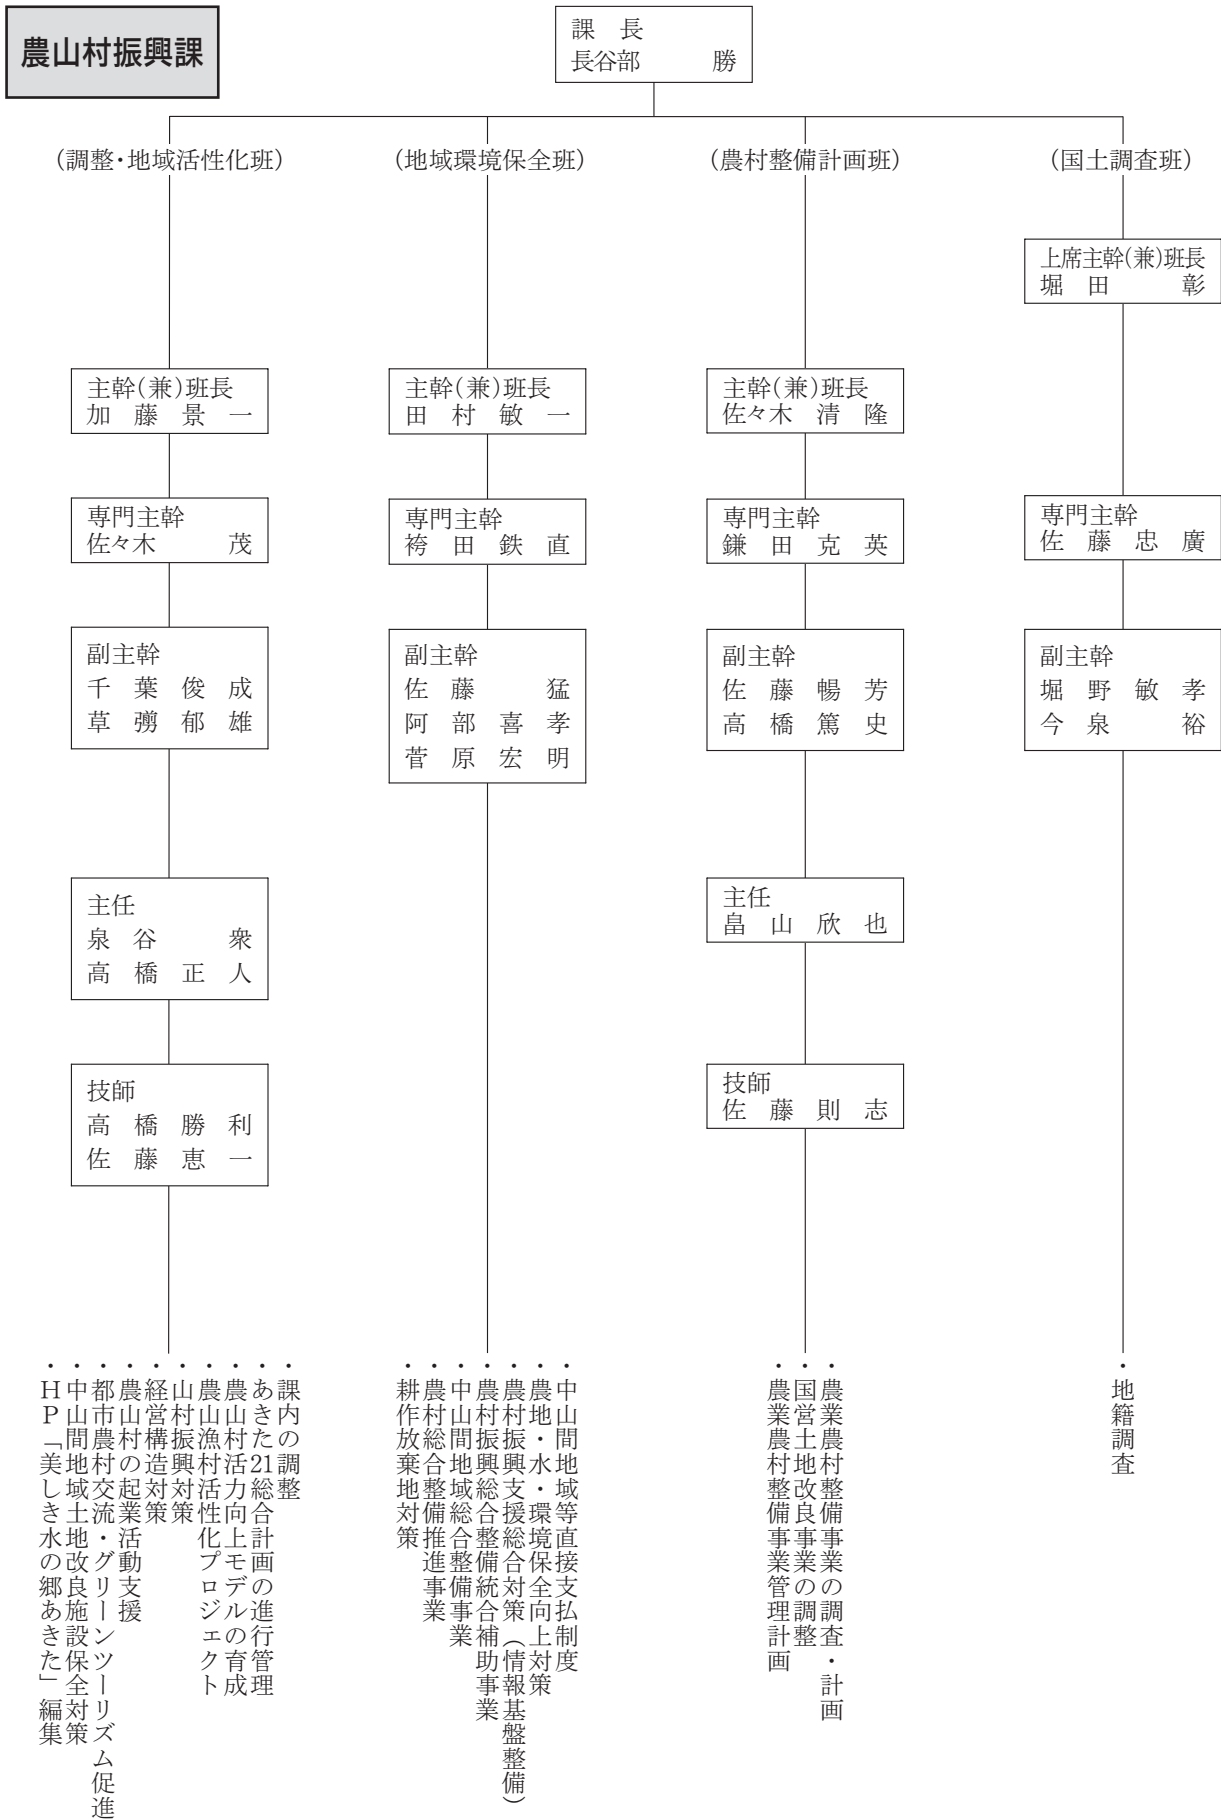 農山村振興課
課長
長谷部 勝
(調整・地域活性化班)
主幹(兼)班長
加藤景一
専門主幹
佐々木 茂
副主幹
千葉俊成
草彅郁雄
主任
泉谷 衆
高橋正人
技師
高橋勝利
佐藤恵一
・課内の調整
・あきた21総合計画の進行管理
・農山村活力向上モデルの育成
・農山漁村活性化プロジェクト
・山村振興対策
・経営構造対策
・農山村の起業活動支援
・都市農村交流・グリーンツーリズム促進
・中山間地域土地改良施設保全対策
・HP「美しき水の郷あきた」編集
(地域環境保全班)
主幹(兼)班長
田村敏一
専門主幹
袴田鉄直
副主幹
佐藤 猛
阿部喜孝
菅原宏明
・中山間地域等直接支払制度
・農地・水・環境保全向上対策
・農村振興支援総合対策(情報基盤整備)
・農村振興総合整備統合補助事業
・中山間地域総合整備事業
・農村総合整備推進事業
・耕作放棄地対策
(農村整備計画班)
主幹(兼)班長
佐々木清隆
専門主幹
鎌田克英
副主幹
佐藤暢芳
高橋篤史
主任
畠山欣也
技師
佐藤則志
・農業農村整備事業の調査・計画
・国営土地改良事業の調整
・農業農村整備事業管理計画
(国土調査班)
上席主幹(兼)班長
堀田 彰
専門主幹
佐藤忠廣
副主幹
堀野敏孝
今泉 裕
・地籍調査